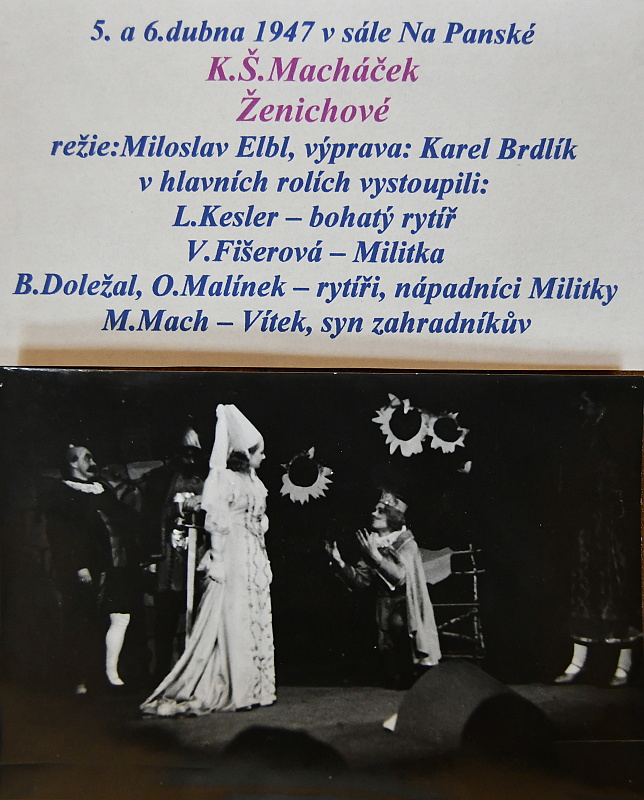 5. a 6.dubna 1947 v sále Na Panské
K.Š.Macháček
Ženichové
režie:Miloslav Elbl, výprava: Karel Brdlík
v hlavních rolích vystoupili:
L.Kesler – bohatý rytíř
V.Fišerová – Militka
B.Doležal, O.Malínek – rytíři, nápadníci Militky
M.Mach – Vítek, syn zahradníkův